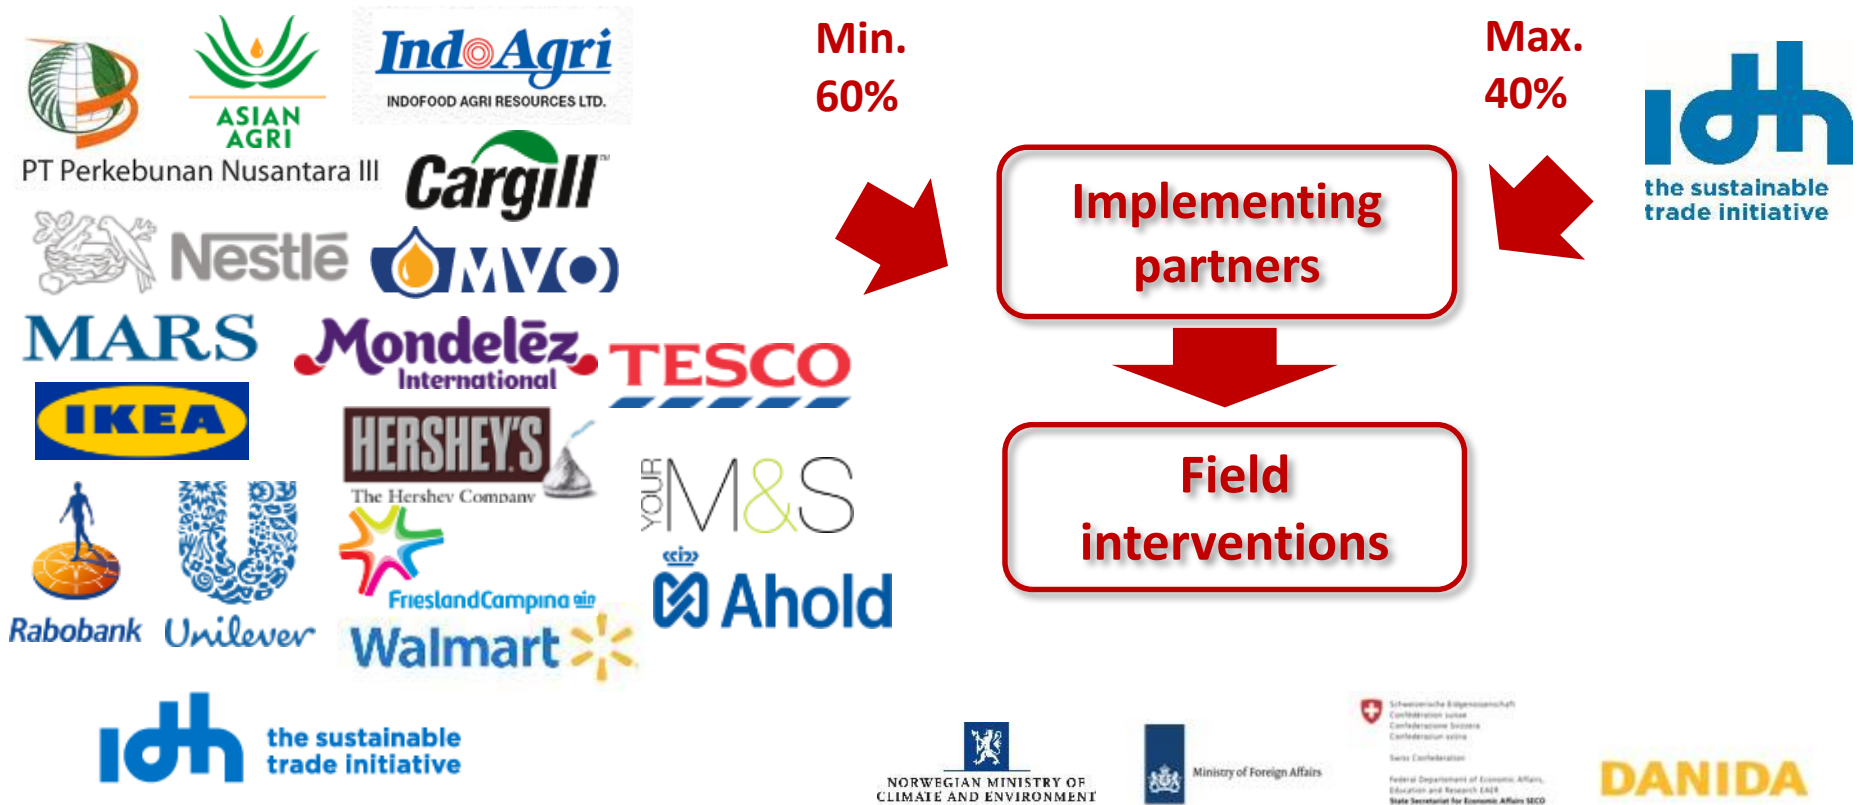 PT Perkebunan Nusantara III
ASIAN
AGRI
IndoAgri
INDOFOOD AGRI RESOURCES LTD.
Cargill™
Nestlé
MVO
MARS
Mondelēz
International
TESCO
IKEA
HERSHEY'S
The Hershey Company
YOUR
M&S
Rabobank
Unilever
FrieslandCampina
Walmart
Ahold
idh
the sustainable
trade initiative
Min.
60%
Max.
40%
idh
the sustainable
trade initiative
Implementing
partners
Field
interventions
NORWEGIAN MINISTRY OF
CLIMATE AND ENVIRONMENT
Ministry of Foreign Affairs
Schweizerische Eidgenossenschaft
Confédération suisse
Confederazione Svizzera
Confederaziun svizra
Swiss Confederation
Federal Department of Economic Affairs,
Education and Research EAER
State Secretariat for Economic Affairs SECO
DANIDA